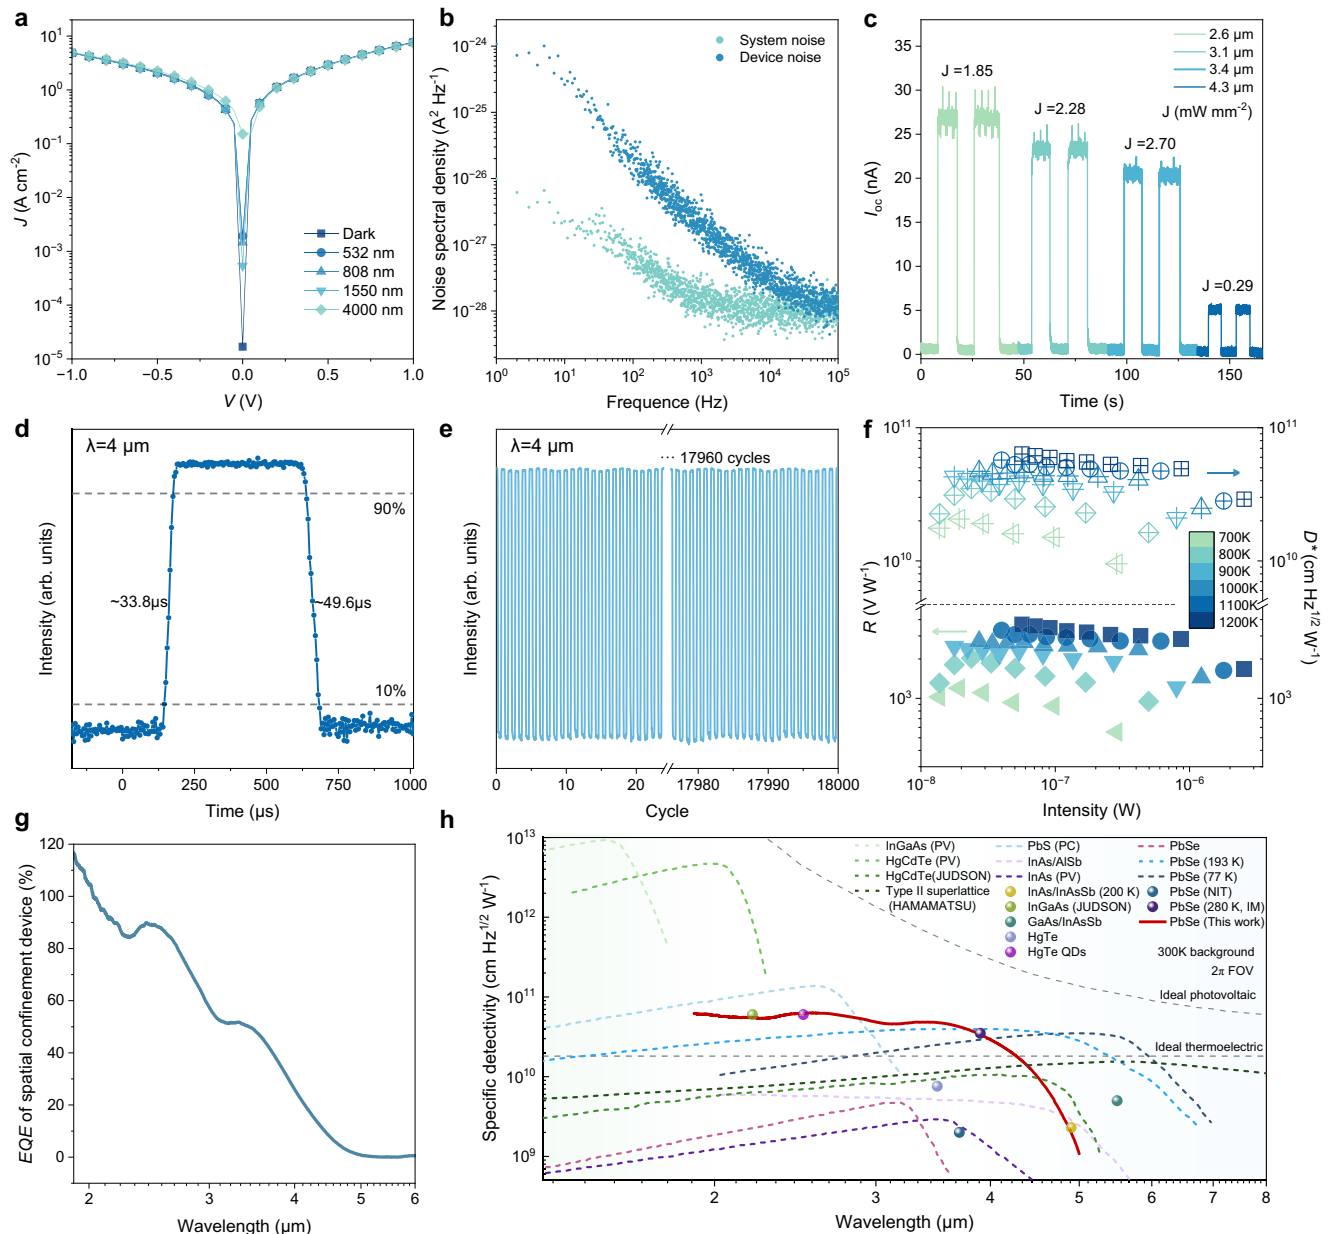 a
10^1
10^0
10^-1
10^-2
10^-3
10^-4
10^-5
J (A cm^-2)
Dark
532 nm
808 nm
1550 nm
4000 nm
−1.0
−0.5
0.0
0.5
1.0
V (V)
b
10^-24
10^-25
10^-26
10^-27
10^-28
Noise spectral density (A^2 Hz^-1)
System noise
Device noise
10^0
10^1
10^2
10^3
10^4
10^5
Frequence (Hz)
c
35
30
25
20
15
10
5
0
I_oc (nA)
2.6 µm
3.1 µm
3.4 µm
4.3 µm
J (mW mm^-2)
J =1.85
J =2.28
J =2.70
J =0.29
0
50
100
150
Time (s)
d
λ=4 µm
90%
~33.8µs
~49.6µs
10%
Intensity (arb. units)
0
250
500
750
1000
Time (µs)
e
λ=4 µm
··· 17960 cycles
Intensity (arb. units)
0
10
20
17980
17990
18000
Cycle
f
10^11
10^10
10^3
R (V W^-1)
10^11
10^10
10^3
D* (cm Hz^1/2 W^-1)
700K
800K
900K
1000K
1100K
1200K
10^-8
10^-7
10^-6
Intensity (W)
g
120
100
80
60
40
20
0
EQE of spatial confinement device (%)
2
3
4
5
6
Wavelength (µm)
h
10^13
10^12
10^11
10^10
10^9
Specific detectivity (cm Hz^1/2 W^-1)
InGaAs (PV)
HgCdTe (PV)
HgCdTe(JUDSON)
Type II superlattice
(HAMAMATSU)
PbS (PC)
InAs/AlSb
InAs (PV)
InAs/InAsSb (200 K)
InGaAs (JUDSON)
GaAs/InAsSb
HgTe
HgTe QDs
PbSe
PbSe (193 K)
PbSe (77 K)
PbSe (NIT)
PbSe (280 K, IM)
PbSe (This work)
300K background
2π FOV
Ideal photovoltaic
Ideal thermoelectric
2
3
4
5
6
7
8
Wavelength (µm)